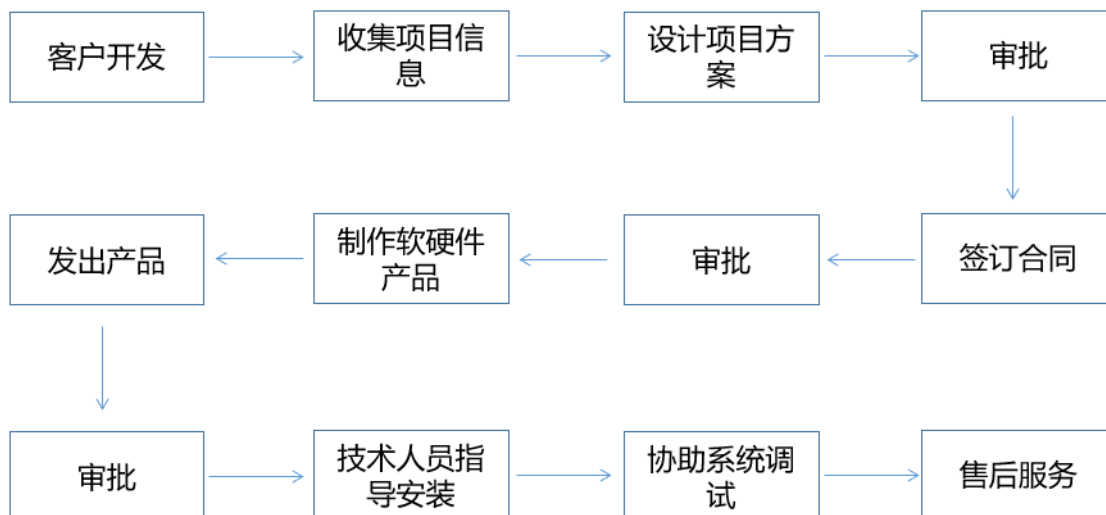 客户开发
收集项目信
息
设计项目方
案
审批
签订合同
审批
制作软硬件
产品
发出产品
审批
技术人员指
导安装
协助系统调
试
售后服务